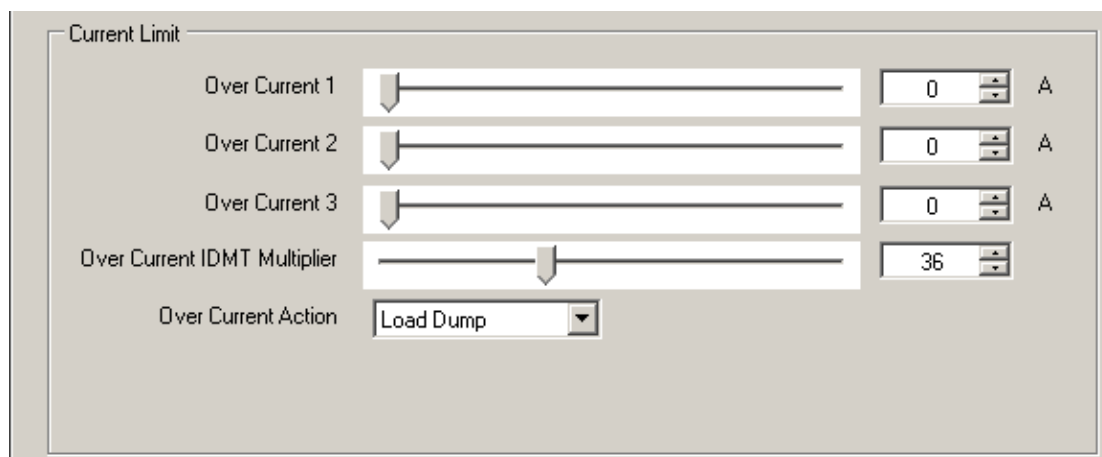 Current Limit
Over Current 1 0 A
Over Current 2 0 A
Over Current 3 0 A
Over Current IDMT Multiplier 36
Over Current Action Load Dump